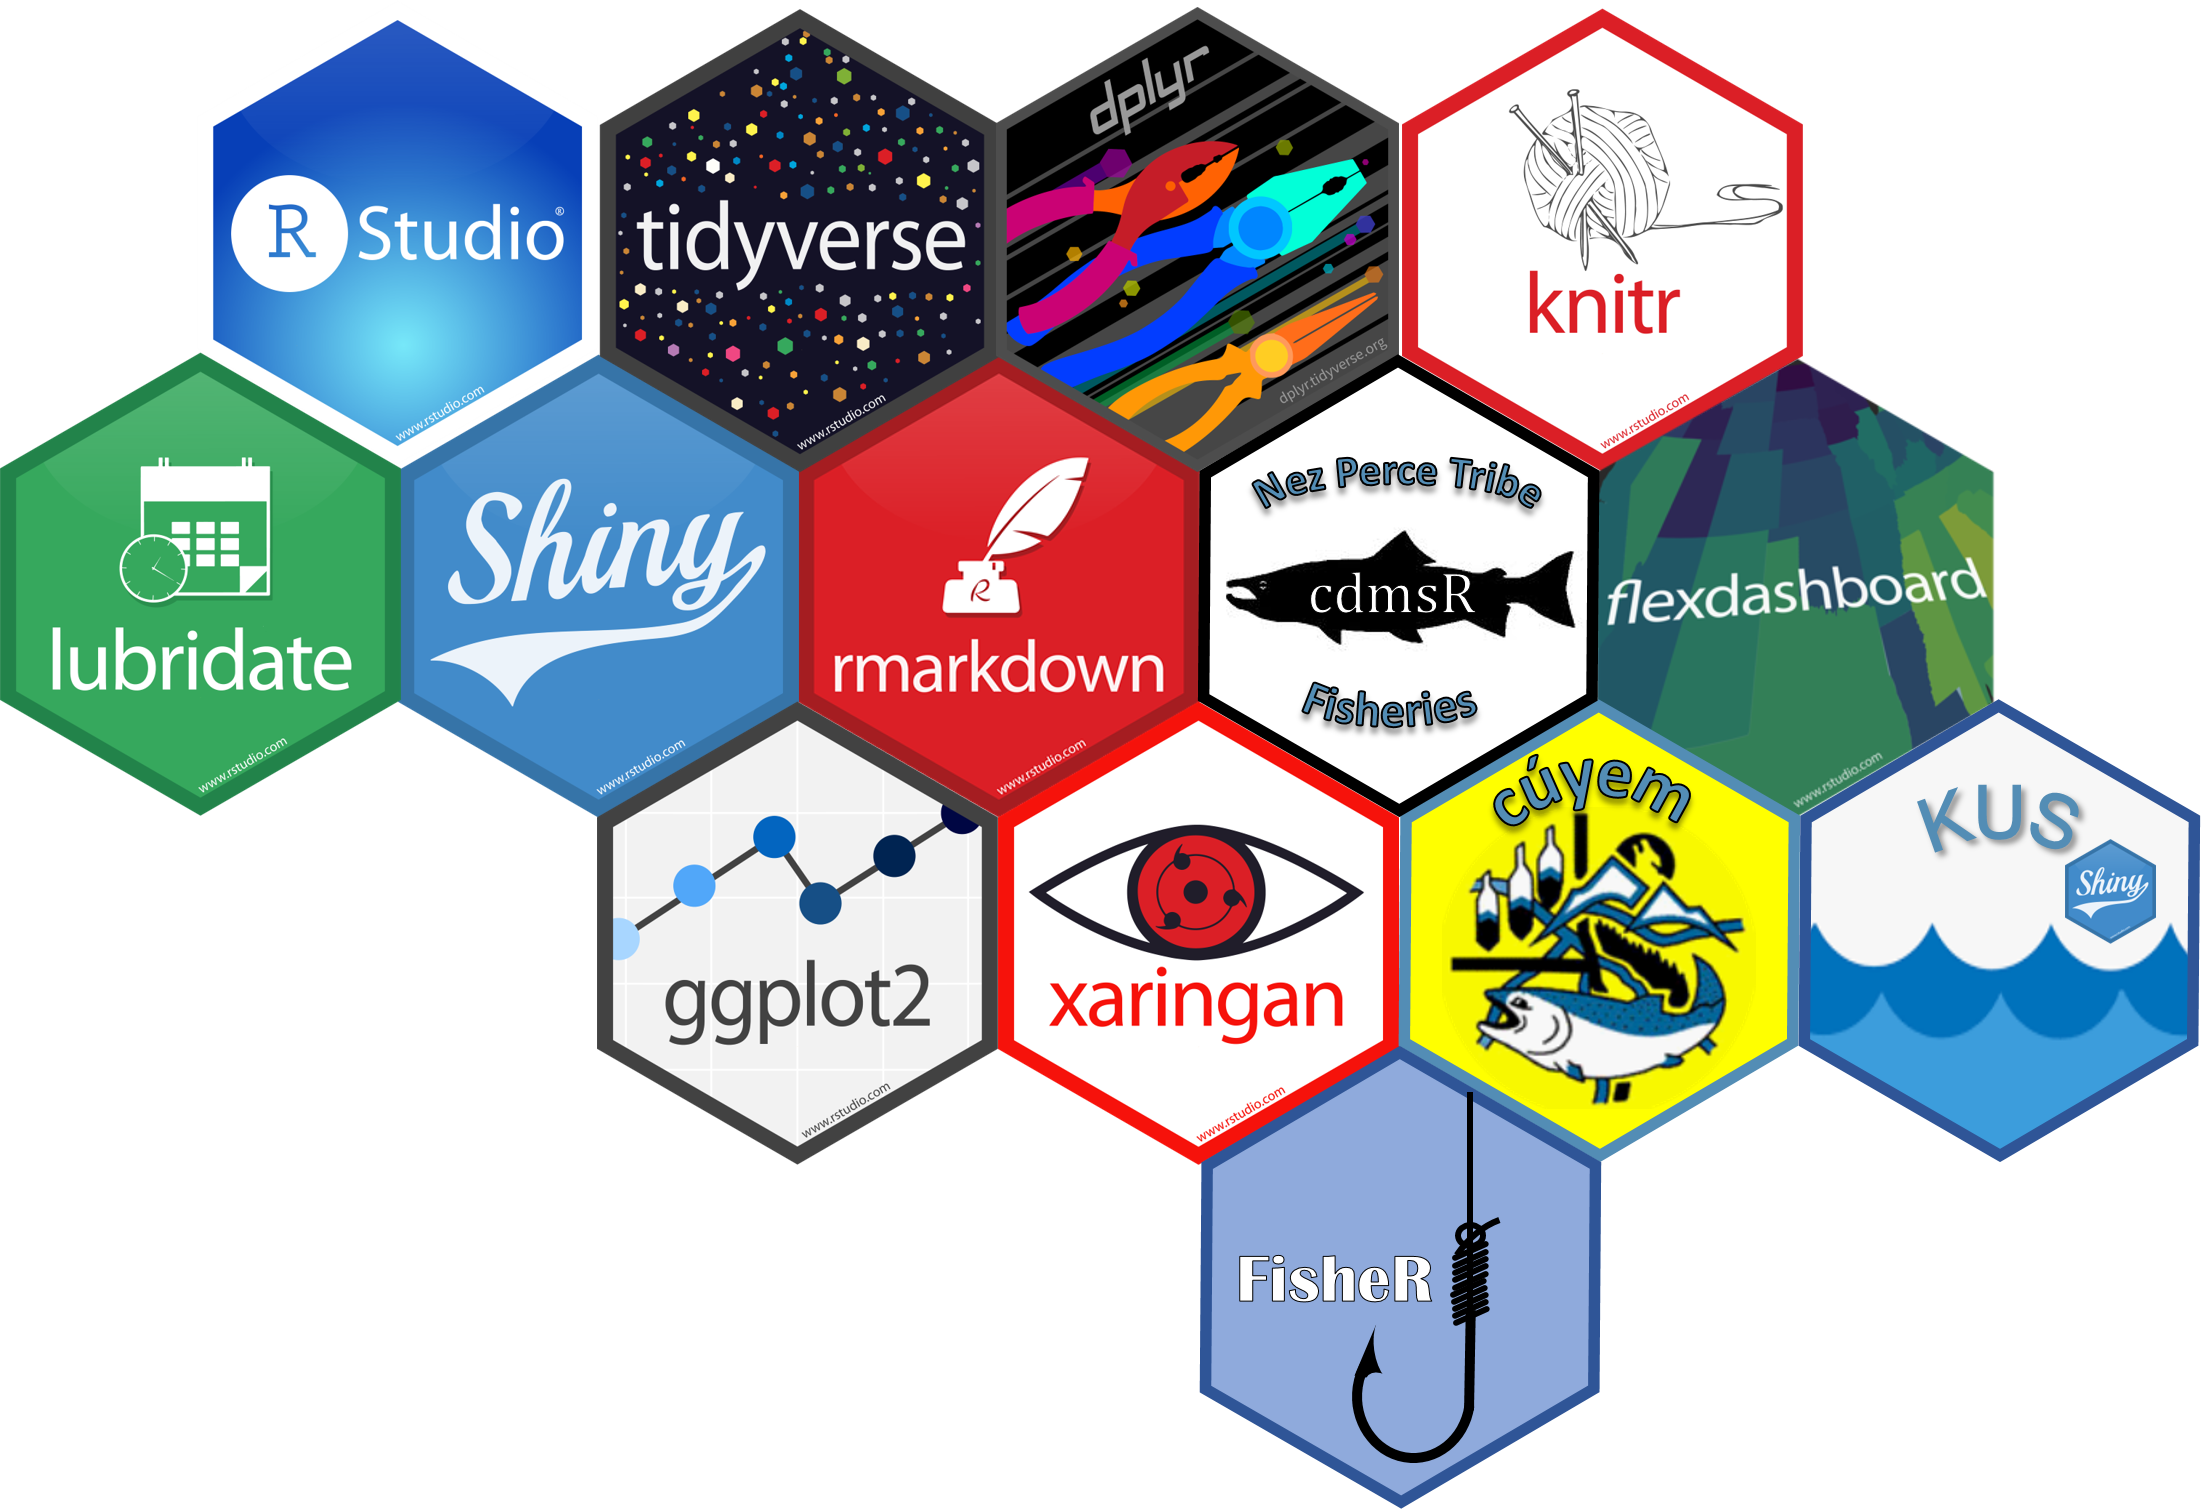 R Studio®
www.rstudio.com
tidyverse
www.rstudio.com
dplyr
dplyr.tidyverse.org
knitr
www.rstudio.com
lubridate
www.rstudio.com
Shiny
www.rstudio.com
R
rmarkdown
www.rstudio.com
Nez Perce Tribe
cdmsR
Fisheries
flexdashboard
www.rstudio.com
ggplot2
www.rstudio.com
xaringan
www.rstudio.com
cúyem
KUS
Shiny
FisheR